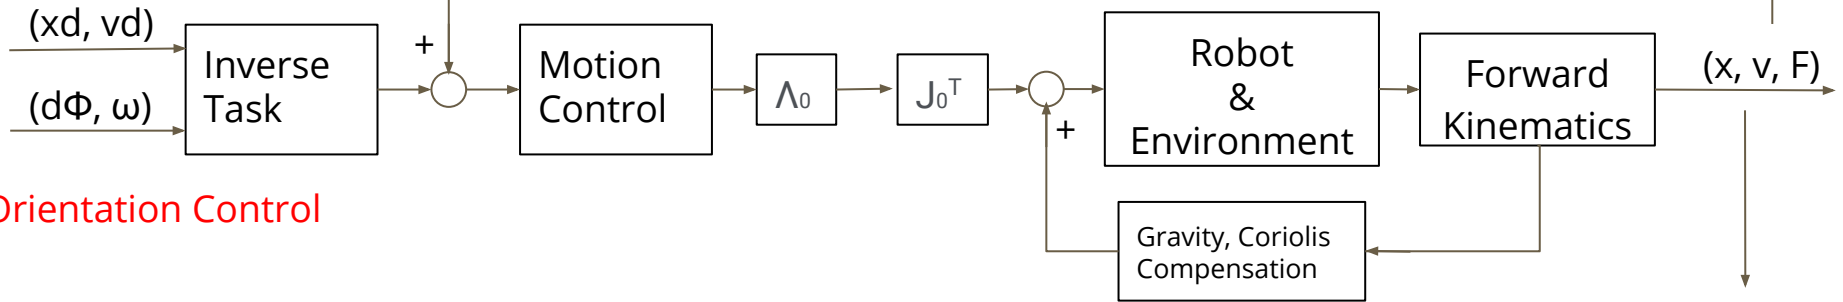 (xd, vd)
(dΦ, ω)
Inverse
Task
+
Motion
Control
Λ0
J0T
+
Robot
&
Environment
Forward
Kinematics
(x, v, F)
Gravity, Coriolis
Compensation
Orientation Control